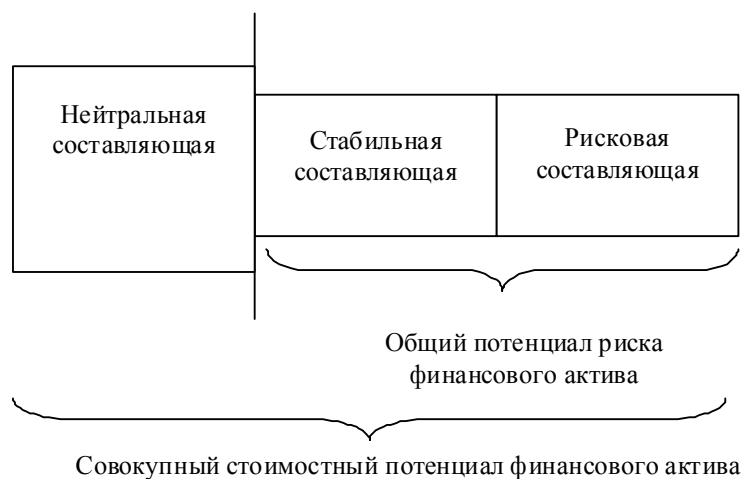 Нейтральная
составляющая
Стабильная
составляющая
Рисковая
составляющая
Общий потенциал риска
финансового актива
Совокупный стоимостный потенциал финансового актива